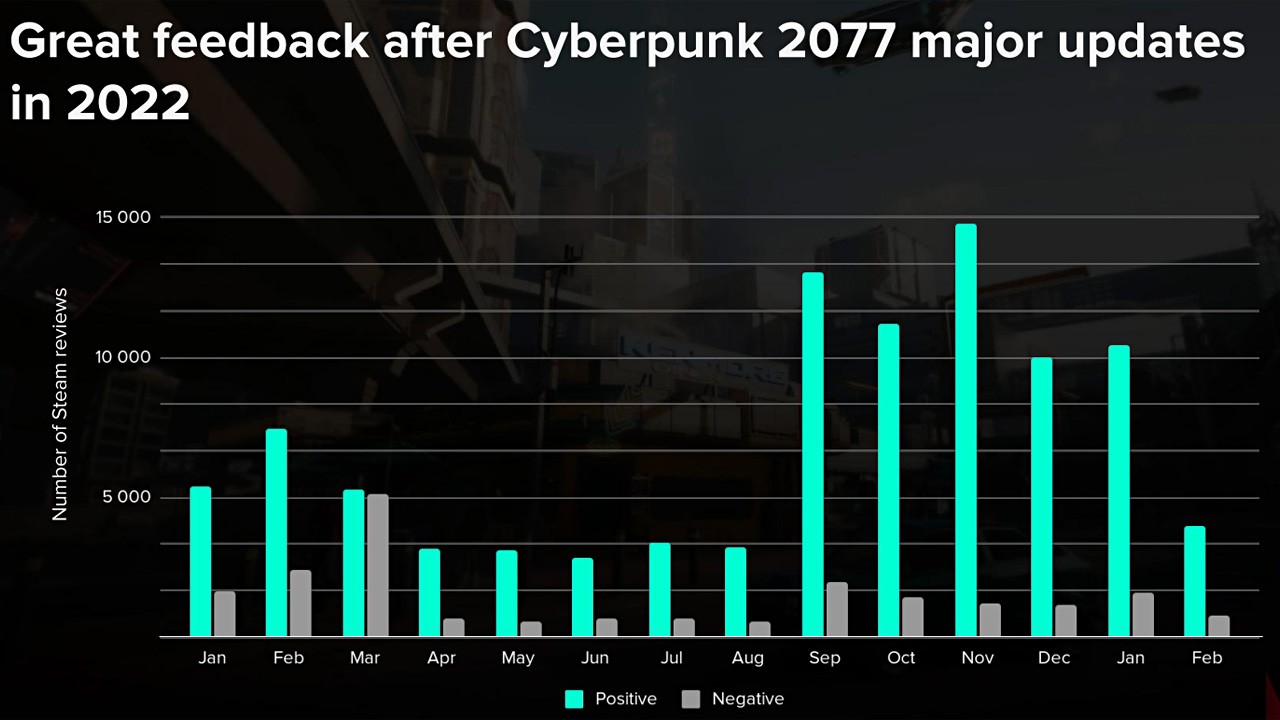 Great feedback after Cyberpunk 2077 major updates
in 2022
15 000
10 000
5 000
Number of Steam reviews
Jan Feb Mar Apr May Jun Jul Aug Sep Oct Nov Dec Jan Feb
Positive Negative